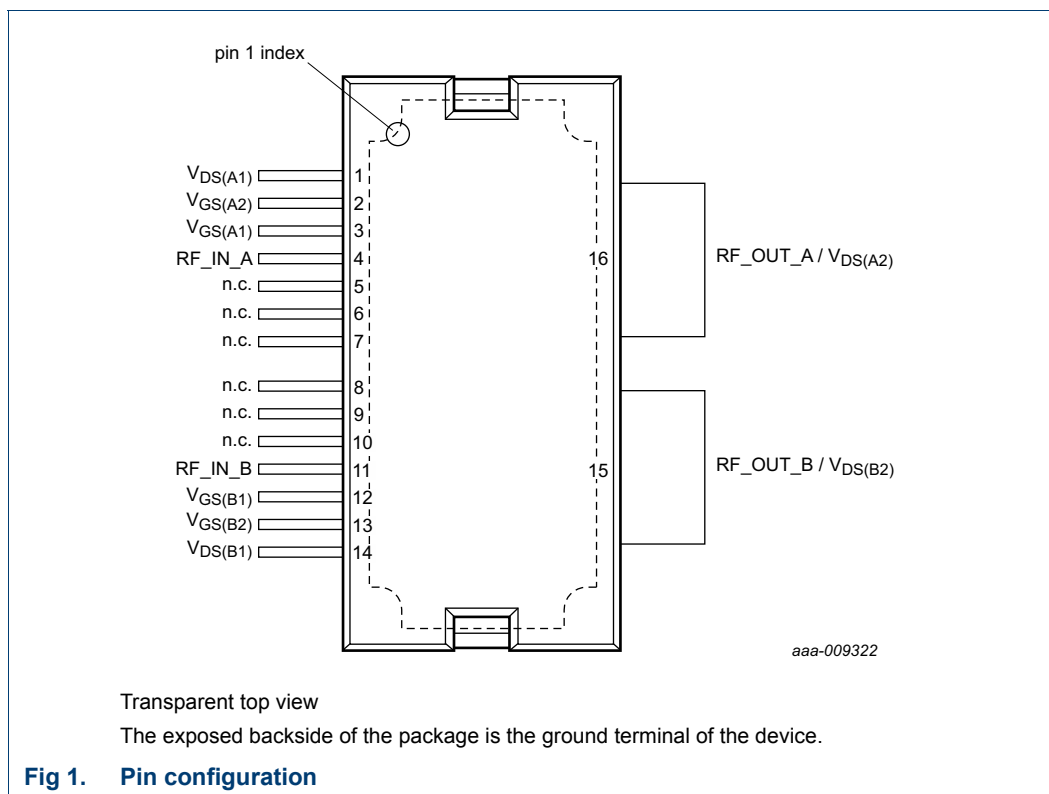 pin 1 index
VDS(A1) 1
VGS(A2) 2
VGS(A1) 3
RF_IN_A 4 16 RF_OUT_A / VDS(A2)
n.c. 5
n.c. 6
n.c. 7
n.c. 8
n.c. 9
n.c. 10
RF_IN_B 11 15 RF_OUT_B / VDS(B2)
VGS(B1) 12
VGS(B2) 13
VDS(B1) 14
aaa-009322
Transparent top view
The exposed backside of the package is the ground terminal of the device.
Fig 1. Pin configuration